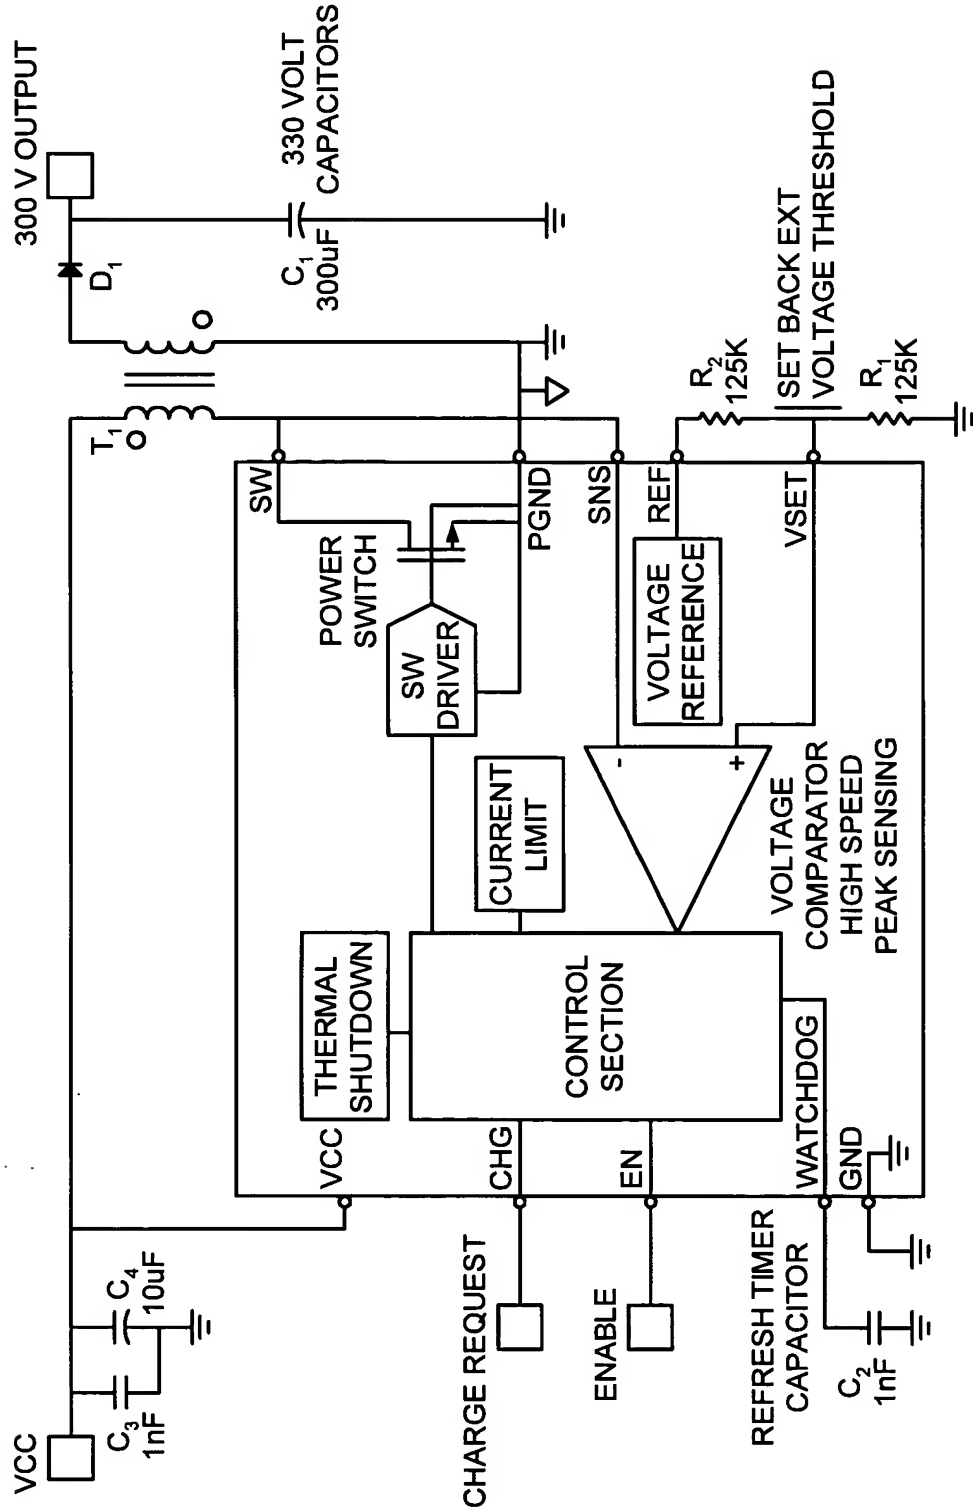 VCC
C3
1nF
C4
10uF
T1
D1
300 V OUTPUT
C1
300uF
330 VOLT
CAPACITORS
VCC
THERMAL
SHUTDOWN
POWER
SWITCH
SW
SW
DRIVER
PGND
CHARGE REQUEST
CHG
CONTROL
SECTION
CURRENT
LIMIT
SNS
ENABLE
EN
-
+
VOLTAGE
REFERENCE
REF
R2
125K
SET BACK EXT
VOLTAGE THRESHOLD
R1
125K
VSET
REFRESH TIMER
CAPACITOR
C2
1nF
WATCHDOG
GND
VOLTAGE
COMPARATOR
HIGH SPEED
PEAK SENSING